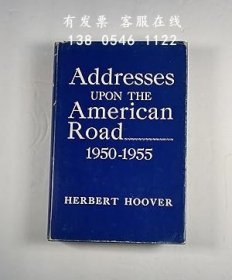 有发票 客服在线
138 0546 1122
Addresses
UPON THE
American
Road
1950-1955
HERBERT HOOVER